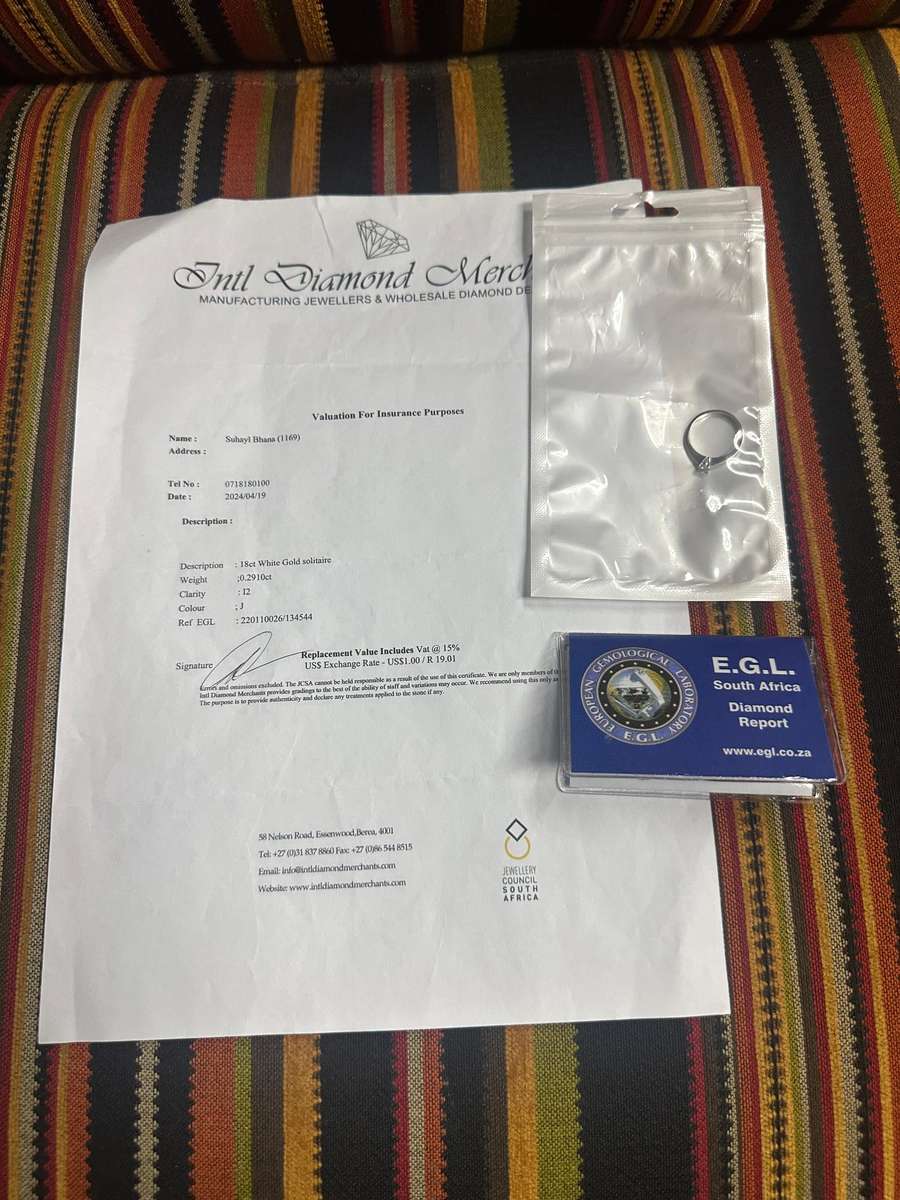 Intl Diamond Merch
MANUFACTURING JEWELLERS & WHOLESALE DIAMOND DE
Valuation For Insurance Purposes
Name : Suhayl Bhana (1169)
Address :
Tel No : 0718180100
Date : 2024/04/19
Description :
Description : 18ct White Gold solitaire
Weight ;0.2910ct
Clarity : I2
Colour ; J
Ref EGL : 220110026/134544
Replacement Value Includes Vat @ 15%
Signature US$ Exchange Rate - US$1.00 / R 19.01
Errors and omissions excluded. The JCSA cannot be held responsible as a result of the use of this certificate. We are only members of th
Intl Diamond Merchants provides gradings to the best of the ability of staff and variations may occur. We recommend using this only as
The purpose is to provide authenticity and declare any treatments applied to the stone if any.
EUROPEAN GEMOLOGICAL LABORATORY
E.G.L.
E.G.L.
South Africa
Diamond
Report
www.egl.co.za
58 Nelson Road, Essenwood,Berea, 4001
Tel: +27 (0)31 837 8860 Fax: +27 (0)86 544 8515
Email: info@intldiamondmerchants.com
Website: www.intldiamondmerchants.com
JEWELLERY
COUNCIL
SOUTH
AFRICA